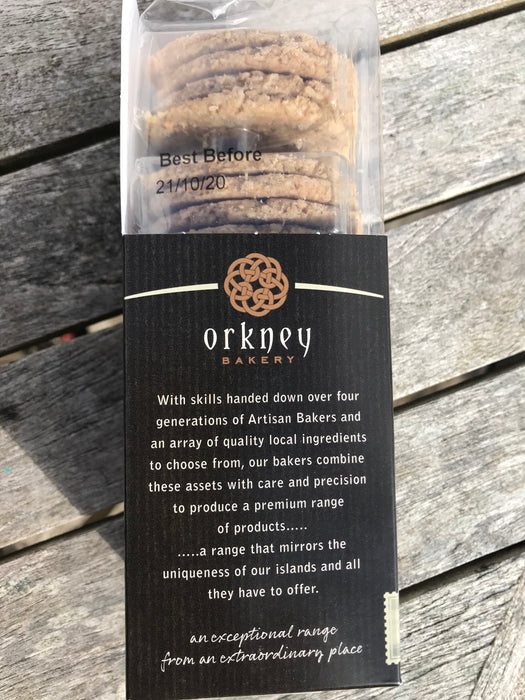 Best Before
21/10/20
orkney
BAKERY
With skills handed down over four
generations of Artisan Bakers and
an array of quality local ingredients
to choose from, our bakers combine
these assets with care and precision
to produce a premium range
of products.....
.....a range that mirrors the
uniqueness of our islands and all
they have to offer.
an exceptional range
from an extraordinary place